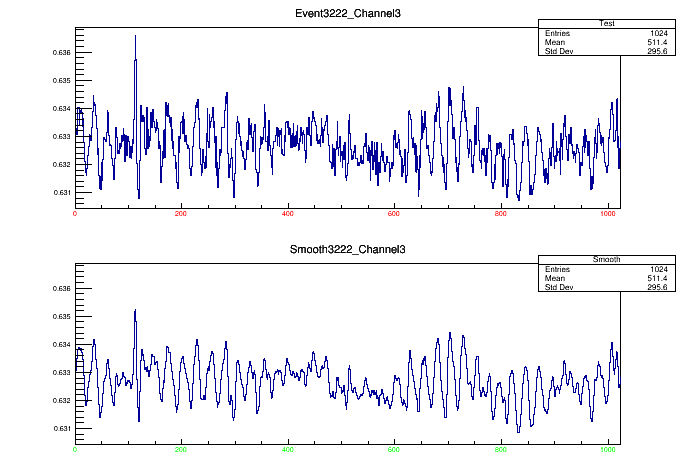 Event3222_Channel3
Test
Entries 1024
Mean 511.4
Std Dev 295.6
0.636
0.635
0.634
0.633
0.632
0.631
0 200 400 600 800 1000
Smooth3222_Channel3
Smooth
Entries 1024
Mean 511.4
Std Dev 295.6
0.636
0.635
0.634
0.633
0.632
0.631
0 200 400 600 800 1000